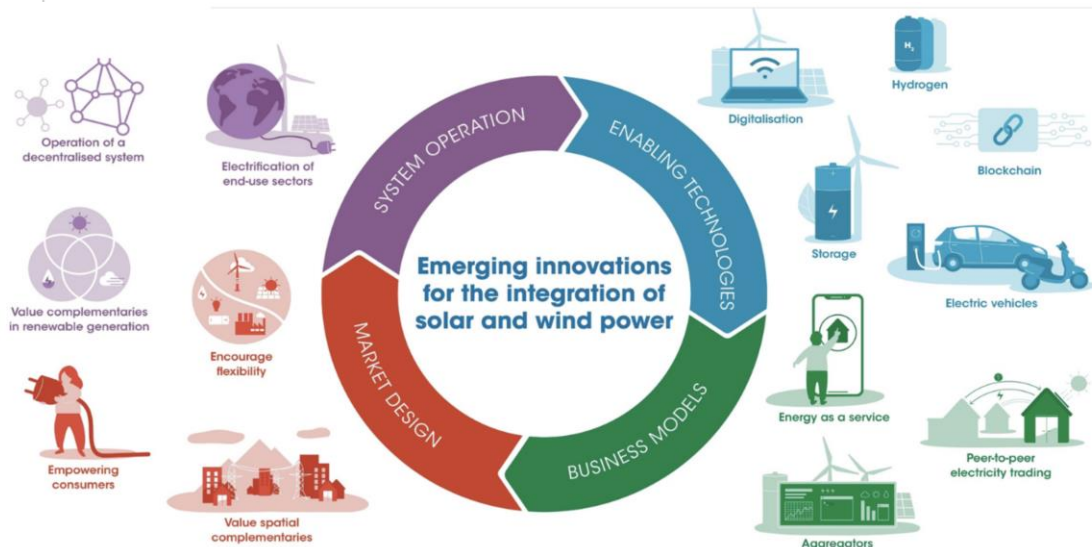 Operation of a
decentralised system
Electrification of
end-use sectors
Value complementaries
in renewable generation
Encourage
flexibility
Empowering
consumers
Value spatial
complementaries
SYSTEM OPERATION
ENABLING TECHNOLOGIES
MARKET DESIGN
BUSINESS MODELS
Emerging innovations
for the integration of
solar and wind power
Digitalisation
H2
Hydrogen
Blockchain
Storage
Electric vehicles
Energy as a service
Peer-to-peer
electricity trading
Aggregators